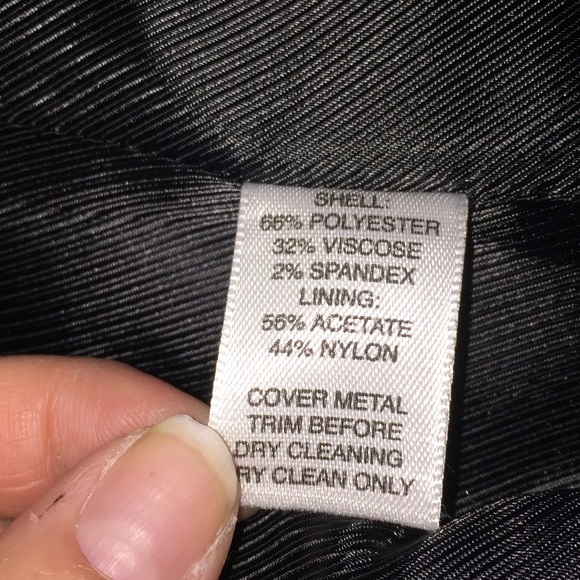 SHELL:
66% POLYESTER
32% VISCOSE
2% SPANDEX
LINING:
56% ACETATE
44% NYLON
COVER METAL
TRIM BEFORE
DRY CLEANING
RY CLEAN ONLY